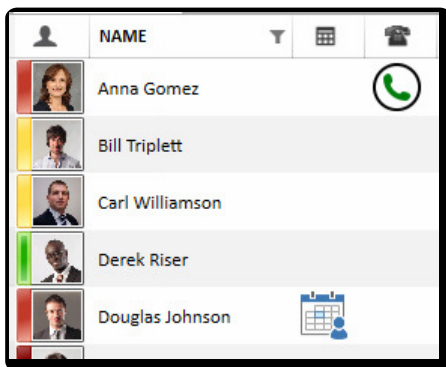 NAME
Anna Gomez
Bill Triplett
Carl Williamson
Derek Riser
Douglas Johnson